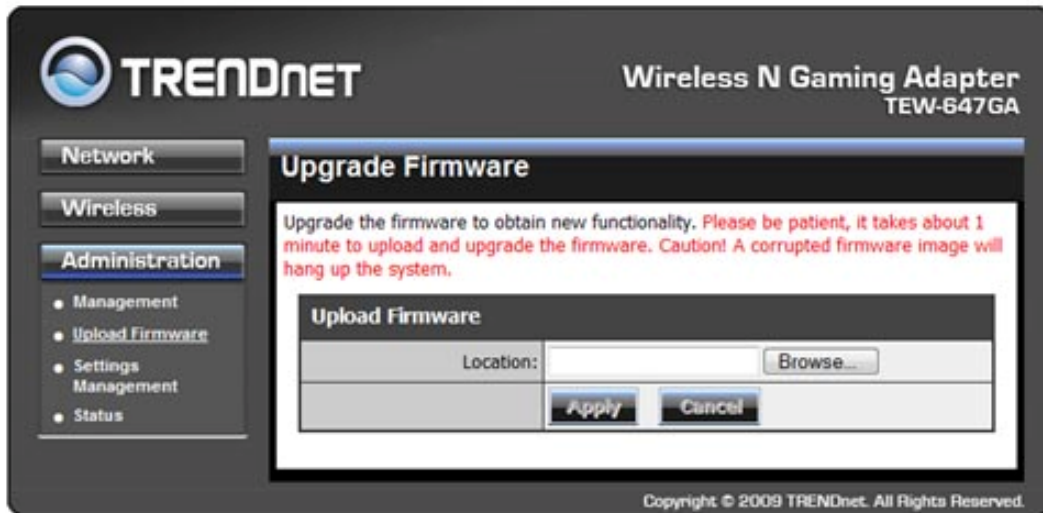 TRENDNET
Wireless N Gaming Adapter
TEW-647GA
Network
Wireless
Administration
Management
Upload Firmware
Settings
Management
Status
Upgrade Firmware
Upgrade the firmware to obtain new functionality. Please be patient, it takes about 1
minute to upload and upgrade the firmware. Caution! A corrupted firmware image will
hang up the system.
Upload Firmware
Location:
Browse...
Apply
Cancel
Copyright © 2009 TRENDnet. All Rights Reserved.